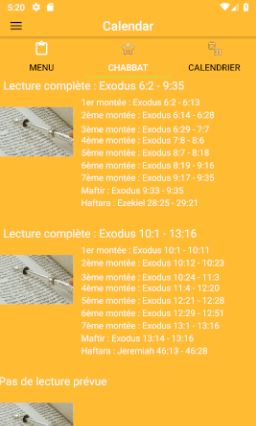 5:20
Calendar
MENU CHABBAT CALENDRIER
Lecture complète : Exodus 6:2 - 9:35
1er montée : Exodus 6:2 - 6:13
2ème montée : Exodus 6:14 - 6:28
3ème montée : Exodus 6:29 - 7:7
4ème montée : Exodus 7:8 - 8:6
5ème montée : Exodus 8:7 - 8:18
6ème montée : Exodus 8:19 - 9:16
7ème montée : Exodus 9:17 - 9:35
Maftir : Exodus 9:33 - 9:35
Haftara : Ezekiel 28:25 - 29:21
Lecture complète : Exodus 10:1 - 13:16
1er montée : Exodus 10:1 - 10:11
2ème montée : Exodus 10:12 - 10:23
3ème montée : Exodus 10:24 - 11:3
4ème montée : Exodus 11:4 - 12:20
5ème montée : Exodus 12:21 - 12:28
6ème montée : Exodus 12:29 - 12:51
7ème montée : Exodus 13:1 - 13:16
Maftir : Exodus 13:14 - 13:16
Haftara : Jeremiah 46:13 - 46:28
Pas de lecture prévue